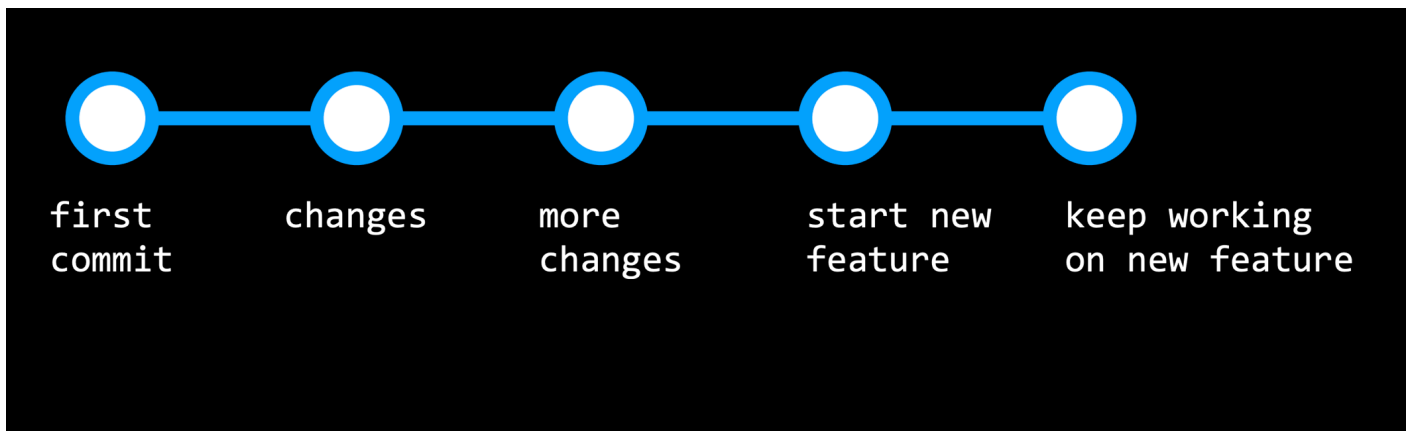 first
commit
changes
more
changes
start new
feature
keep working
on new feature